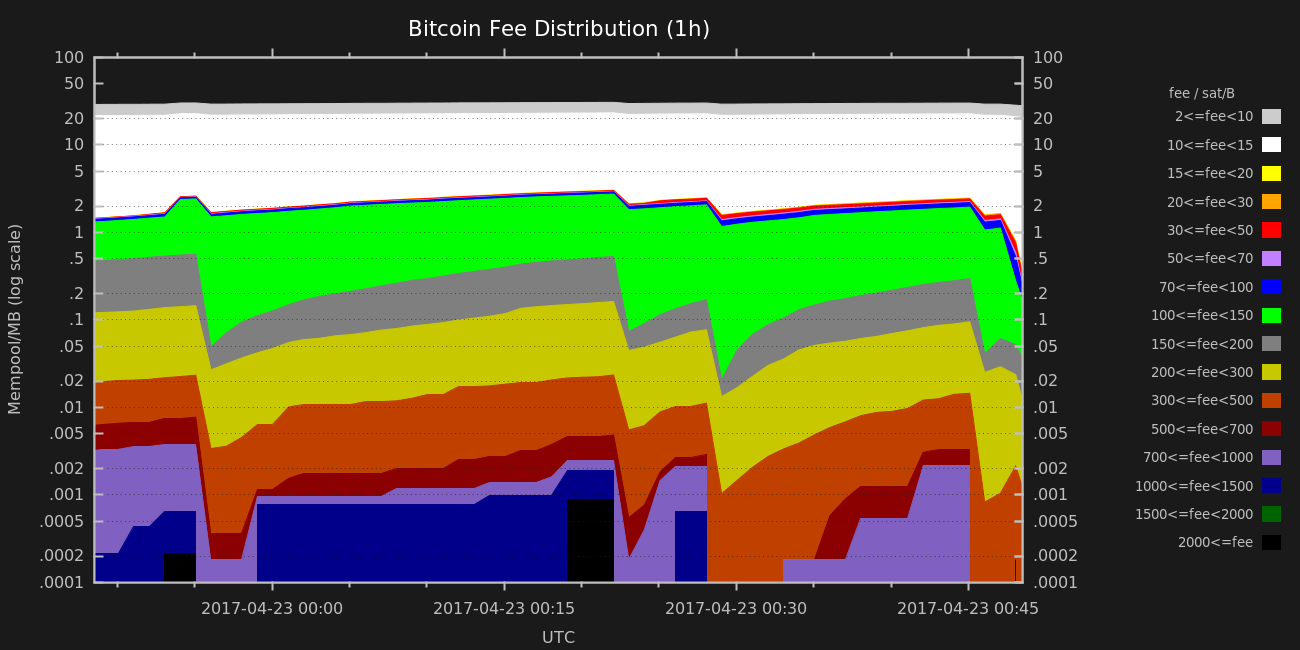 Bitcoin Fee Distribution (1h)
100
50
20
10
5
2
1
.5
.2
.1
.05
.02
.01
.005
.002
.001
.0005
.0002
.0001
Mempool/MB (log scale)
100
50
20
10
5
2
1
.5
.2
.1
.05
.02
.01
.005
.002
.001
.0005
.0002
.0001
fee / sat/B
2<=fee<10
10<=fee<15
15<=fee<20
20<=fee<30
30<=fee<50
50<=fee<70
70<=fee<100
100<=fee<150
150<=fee<200
200<=fee<300
300<=fee<500
500<=fee<700
700<=fee<1000
1000<=fee<1500
1500<=fee<2000
2000<=fee
2017-04-23 00:00 2017-04-23 00:15 2017-04-23 00:30 2017-04-23 00:45
UTC